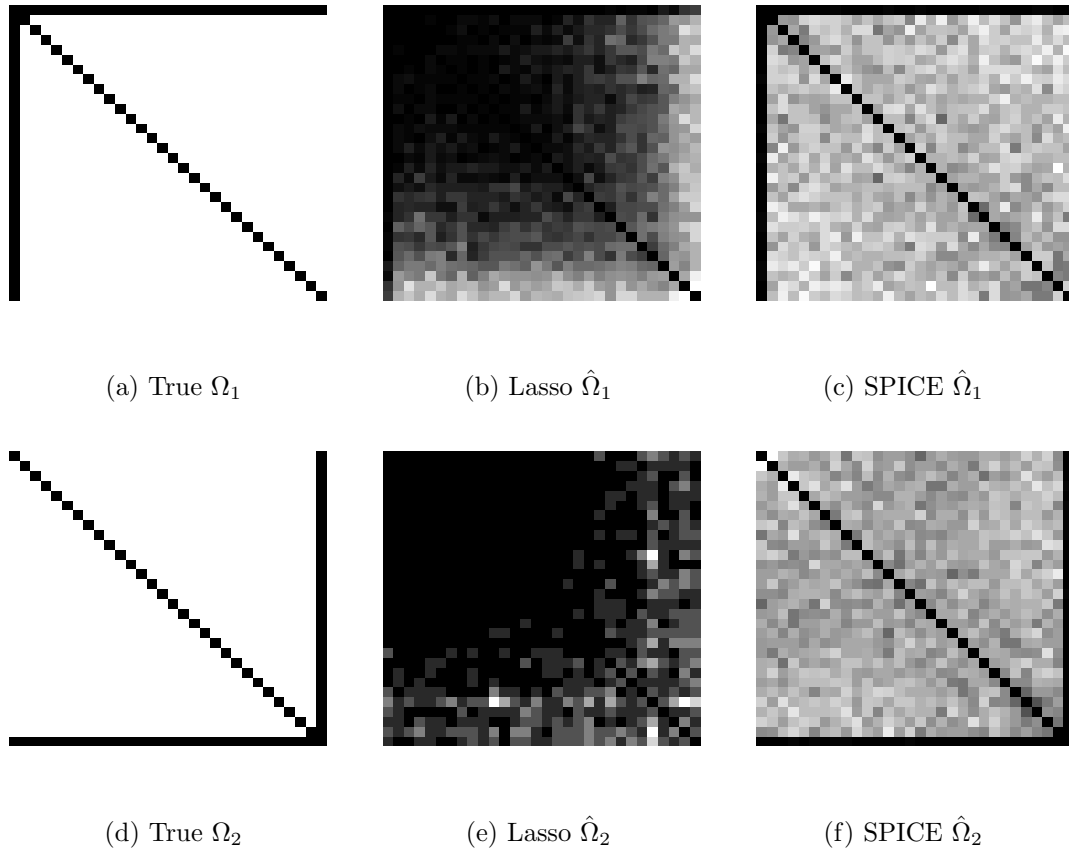 (a) True Ω₁
(b) Lasso Ω̂₁
(c) SPICE Ω̂₁
(d) True Ω₂
(e) Lasso Ω̂₂
(f) SPICE Ω̂₂